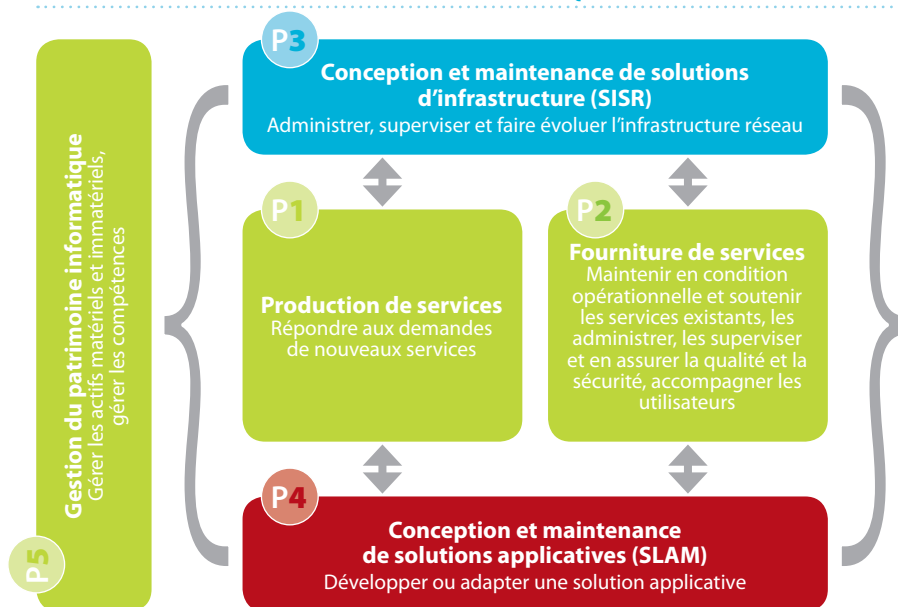 P3
Conception et maintenance de solutions
d’infrastructure (SISR)
Administrer, superviser et faire évoluer l’infrastructure réseau
Gestion du patrimoine informatique
Gérer les actifs matériels et immatériels,
gérer les compétences
P5
P1
Production de services
Répondre aux demandes
de nouveaux services
P2
Fourniture de services
Maintenir en condition
opérationnelle et soutenir
les services existants, les
administrer, les superviser
et en assurer la qualité et la
sécurité, accompagner les
utilisateurs
P4
Conception et maintenance
de solutions applicatives (SLAM)
Développer ou adapter une solution applicative